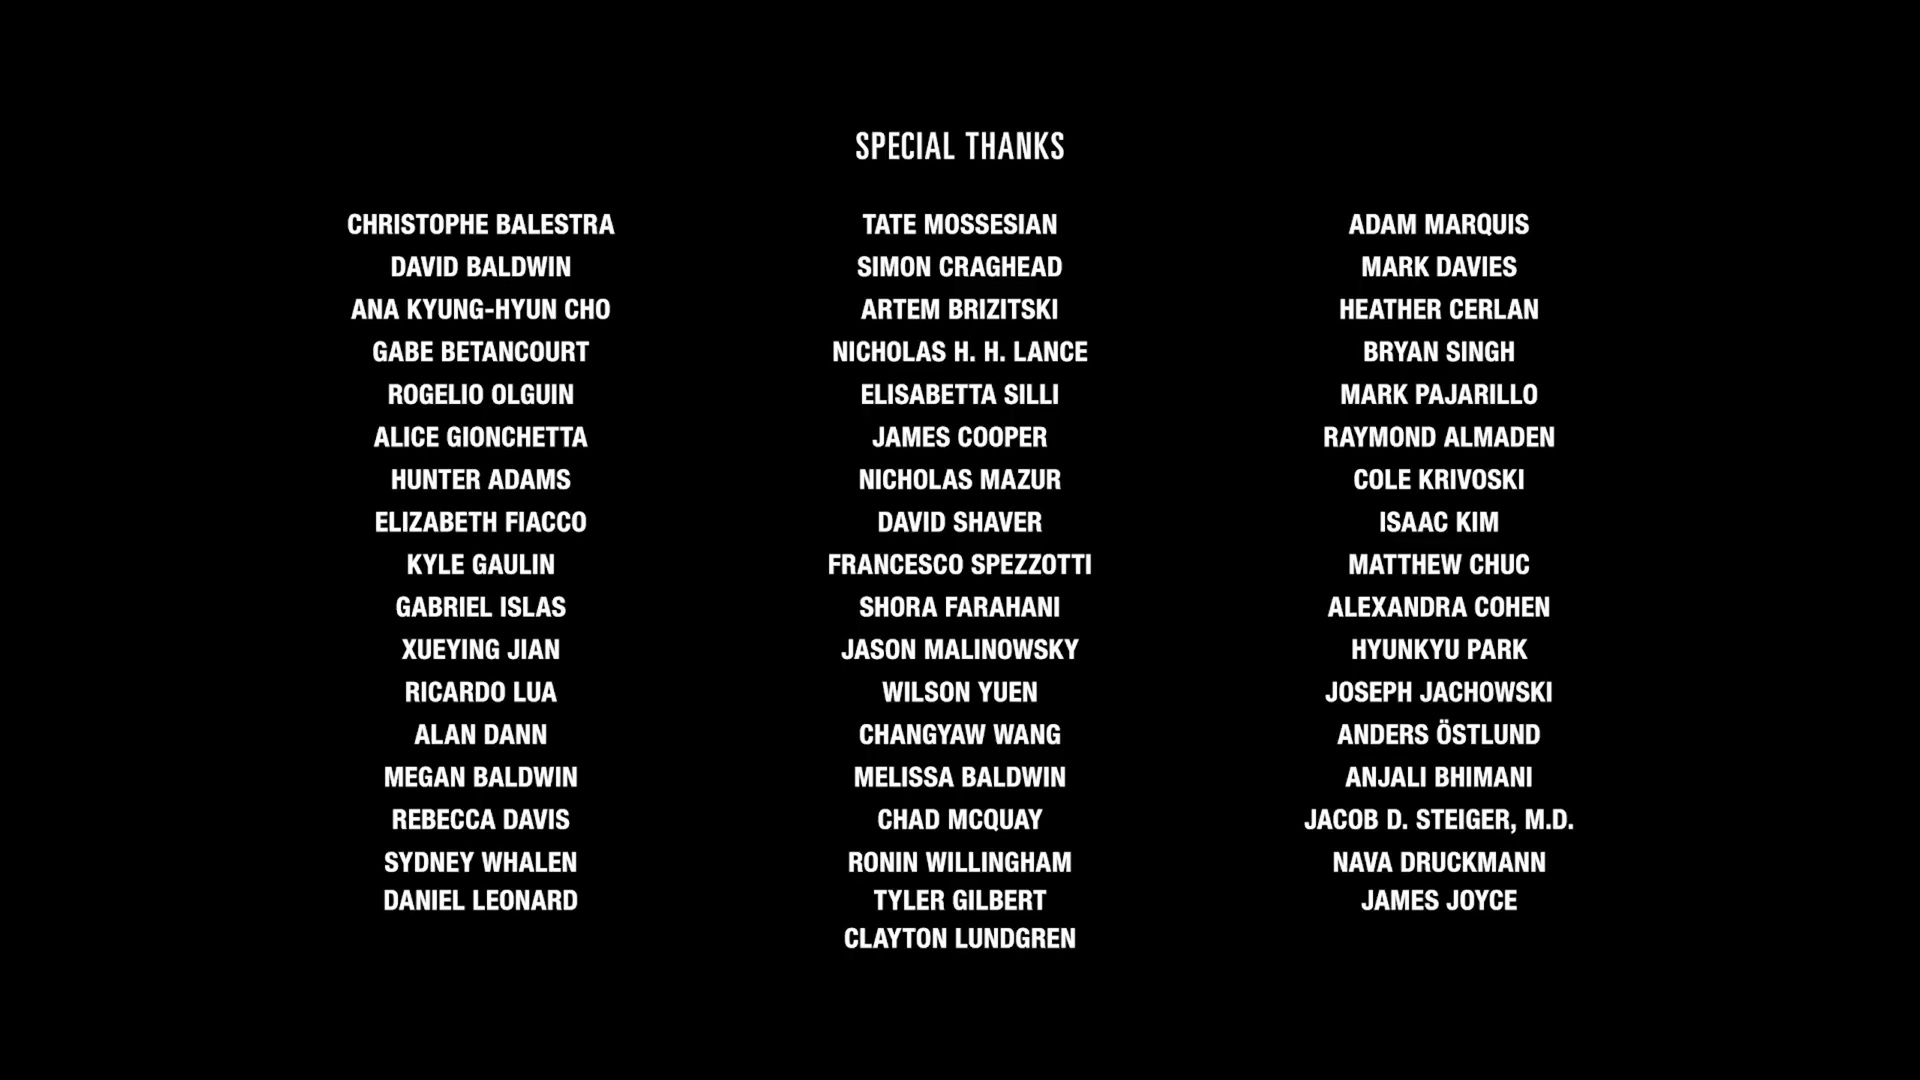 SPECIAL THANKS
CHRISTOPHE BALESTRA
DAVID BALDWIN
ANA KYUNG-HYUN CHO
GABE BETANCOURT
ROGELIO OLGUIN
ALICE GIONCHETTA
HUNTER ADAMS
ELIZABETH FIACCO
KYLE GAULIN
GABRIEL ISLAS
XUEYING JIAN
RICARDO LUA
ALAN DANN
MEGAN BALDWIN
REBECCA DAVIS
SYDNEY WHALEN
DANIEL LEONARD
TATE MOSSESIAN
SIMON CRAGHEAD
ARTEM BRIZITSKI
NICHOLAS H. H. LANCE
ELISABETTA SILLI
JAMES COOPER
NICHOLAS MAZUR
DAVID SHAVER
FRANCESCO SPEZZOTTI
SHORA FARAHANI
JASON MALINOWSKY
WILSON YUEN
CHANGYAW WANG
MELISSA BALDWIN
CHAD MCQUAY
RONIN WILLINGHAM
TYLER GILBERT
CLAYTON LUNDGREN
ADAM MARQUIS
MARK DAVIES
HEATHER CERLAN
BRYAN SINGH
MARK PAJARILLO
RAYMOND ALMADEN
COLE KRIVOSKI
ISAAC KIM
MATTHEW CHUC
ALEXANDRA COHEN
HYUNKYU PARK
JOSEPH JACHOWSKI
ANDERS ÖSTLUND
ANJALI BHIMANI
JACOB D. STEIGER, M.D.
NAVA DRUCKMANN
JAMES JOYCE